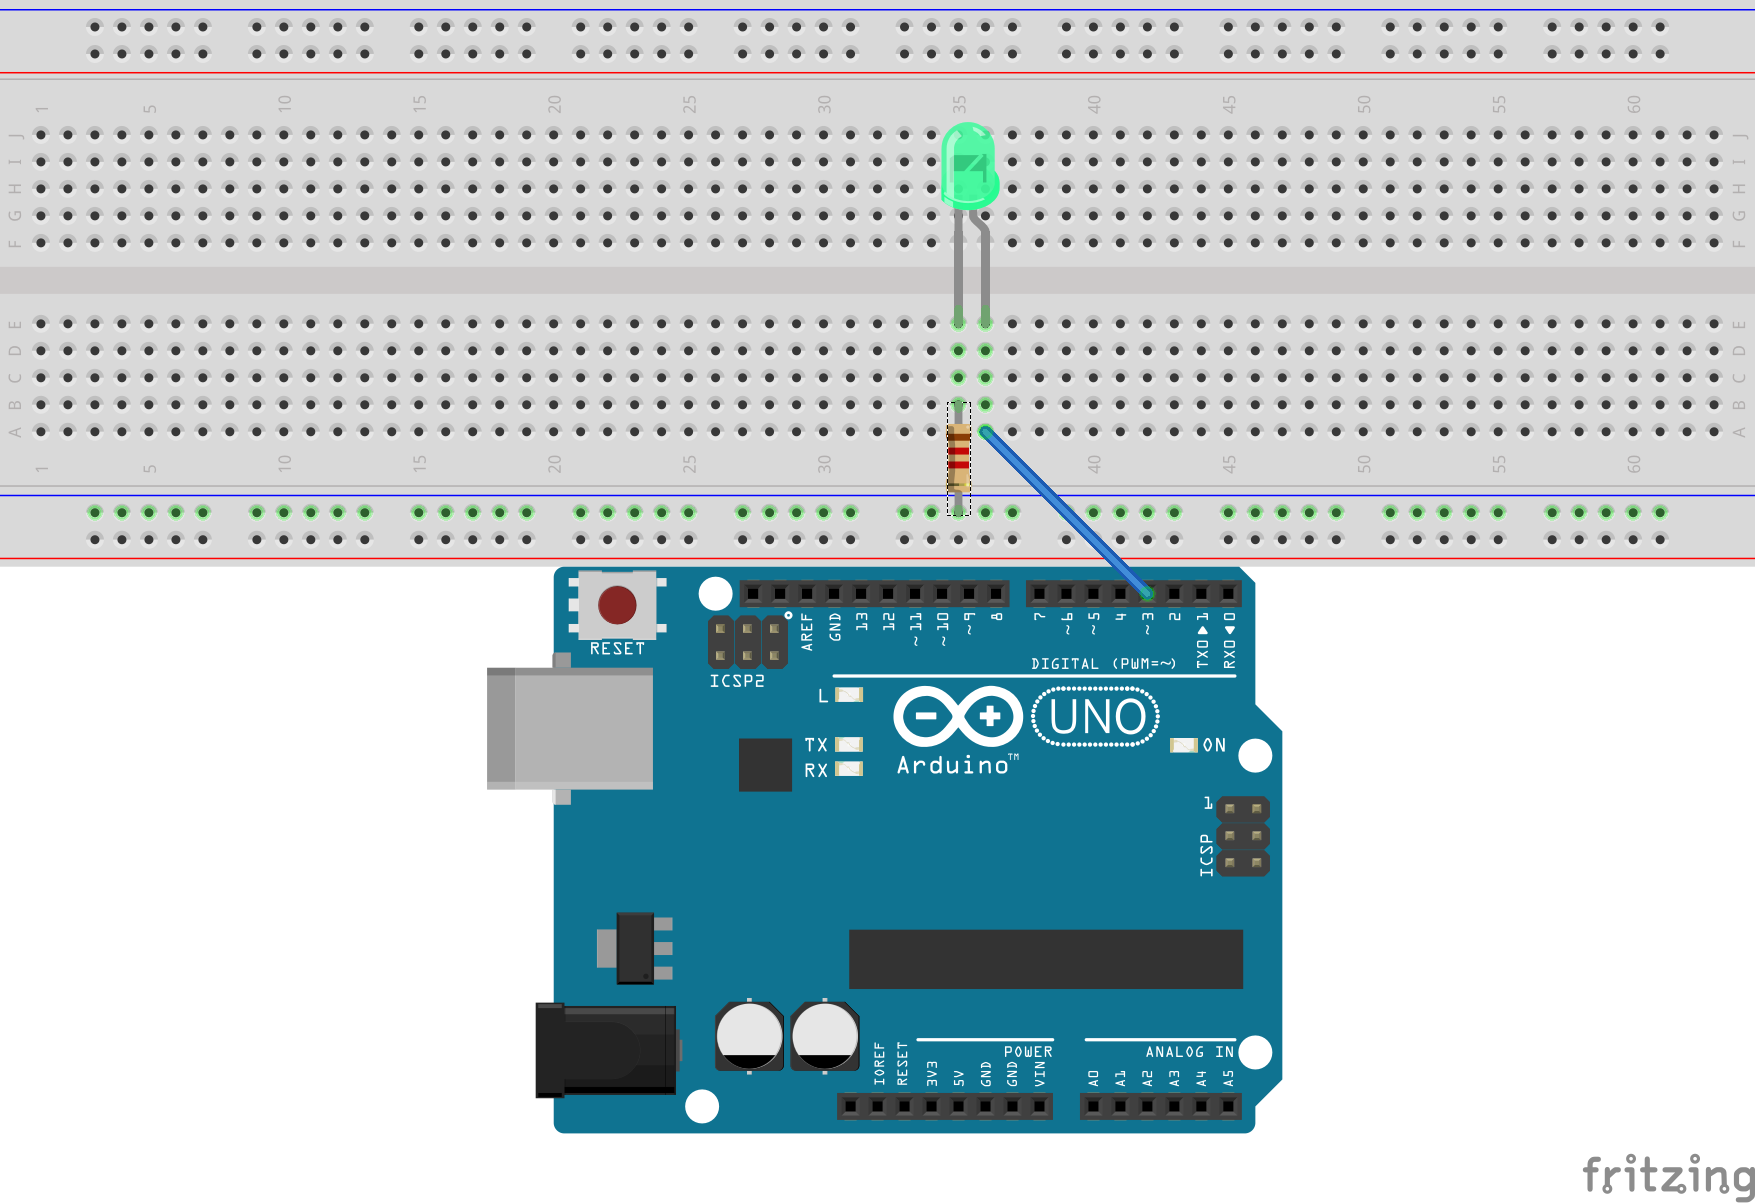 1 5 10 15 20 25 30 35 40 45 50 55 60
J J
I I
H H
G G
F F
E E
D D
C C
B B
A A
1 5 10 15 20 25 30 40 45 50 55 60
RESET
ICSP2
AREF GND 13 12 ~11 ~10 ~9 8 7 ~6 ~5 4 ~3 2 TX0▶1 RX0◀0
DIGITAL (PWM=~)
L
TX
RX
UNO
Arduino™
ON
1
ICSP
POWER
ANALOG IN
IOREF RESET 3V3 5V GND GND VIN A0 A1 A2 A3 A4 A5
fritzing